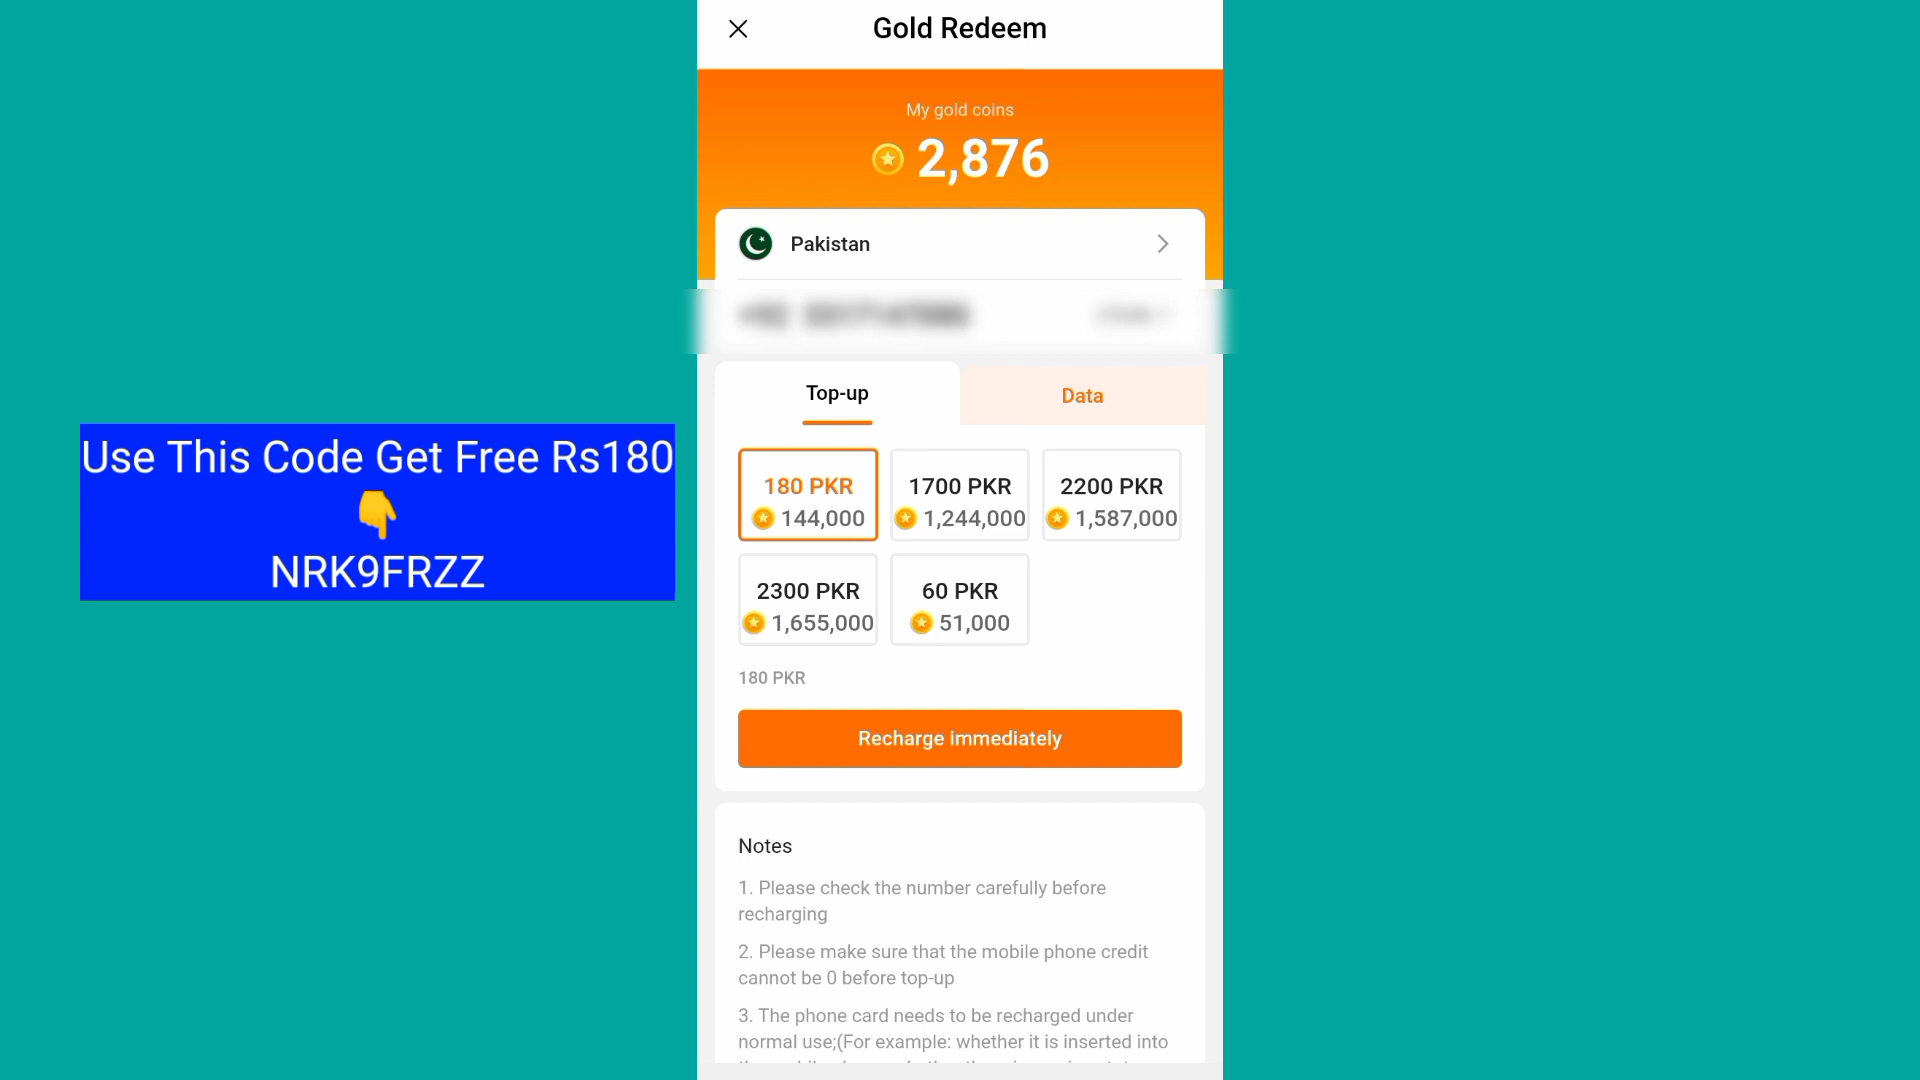 Gold Redeem
My gold coins
2,876
Pakistan
Use This Code Get Free Rs180
👇
NRK9FRZZ
Top-up
Data
180 PKR
144,000
1700 PKR
1,244,000
2200 PKR
1,587,000
2300 PKR
1,655,000
60 PKR
51,000
180 PKR
Recharge immediately
Notes
1. Please check the number carefully before
recharging
2. Please make sure that the mobile phone credit
cannot be 0 before top-up
3. The phone card needs to be recharged under
normal use;(For example: whether it is inserted into